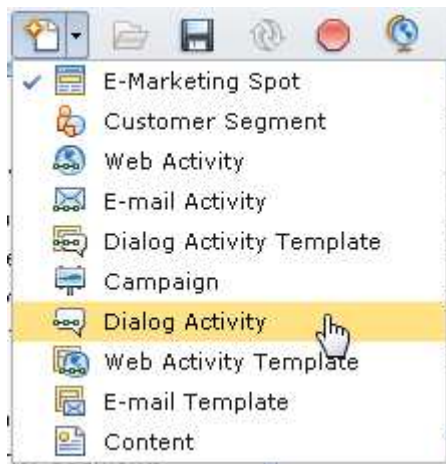 E-Marketing Spot
Customer Segment
Web Activity
E-mail Activity
Dialog Activity Template
Campaign
Dialog Activity
Web Activity Template
E-mail Template
Content